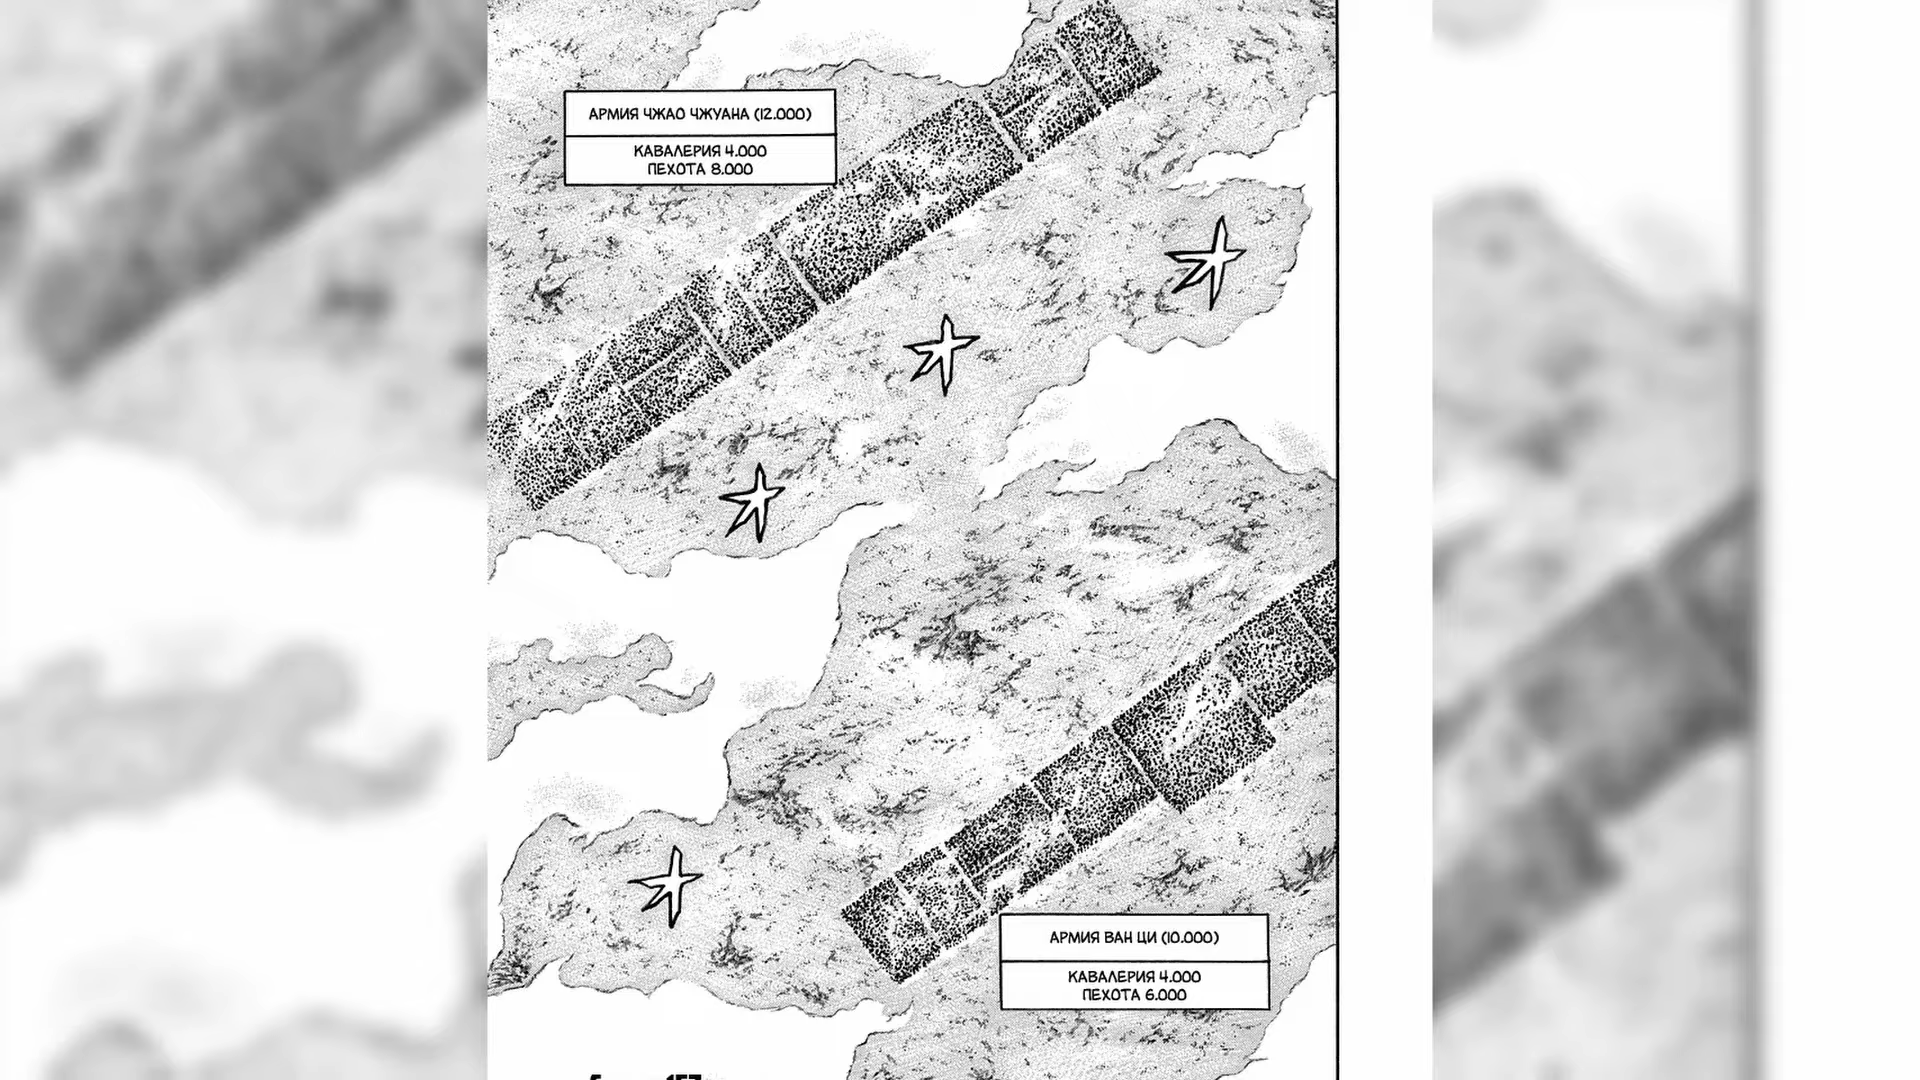 АРМИЯ ЧЖАО ЧЖУАНА (12.000)
КАВАЛЕРИЯ 4.000
ПЕХОТА 8.000
АРМИЯ ВАН ЦИ (10.000)
КАВАЛЕРИЯ 4.000
ПЕХОТА 6.000